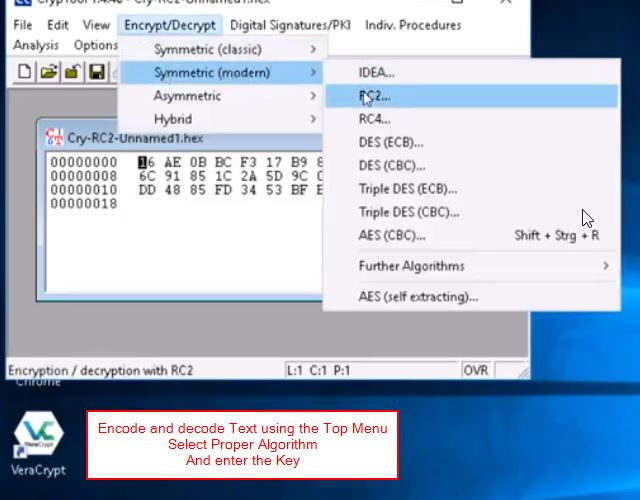 CrypTool 1.4.40 - Cry-RC2-Unnamed1.hex
File Edit View Encrypt/Decrypt Digital Signatures/PKI Indiv. Procedures
Analysis Options
Symmetric (classic) >
Symmetric (modern) >
Asymmetric >
Hybrid >
IDEA...
RC2...
RC4...
DES (ECB)...
DES (CBC)...
Triple DES (ECB)...
Triple DES (CBC)...
AES (CBC)... Shift + Strg + R
Further Algorithms >
AES (self extracting)...
Cry-RC2-Unnamed1.hex
00000000 16 AE 0B BC F3 17 B9
00000008 6C 91 85 1C 2A 5D 9C
00000010 DD 48 85 FD 34 53 BF
00000018
Encryption / decryption with RC2 L:1 C:1 P:1 OVR
Chrome
VeraCrypt
VeraCrypt
Encode and decode Text using the Top Menu
Select Proper Algorithm
And enter the Key